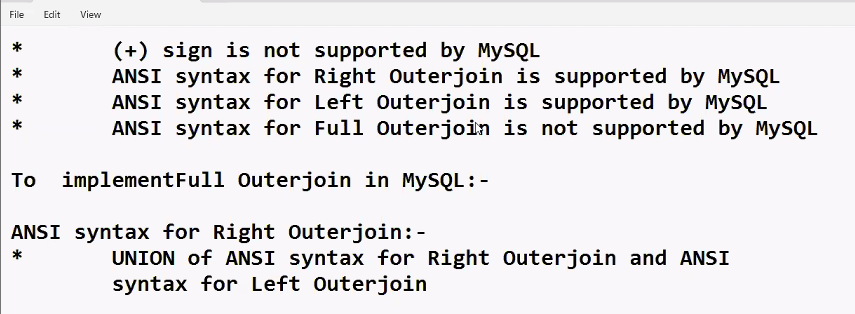 File Edit View
* (+) sign is not supported by MySQL
* ANSI syntax for Right Outerjoin is supported by MySQL
* ANSI syntax for Left Outerjoin is supported by MySQL
* ANSI syntax for Full Outerjoin is not supported by MySQL
To implementFull Outerjoin in MySQL:-
ANSI syntax for Right Outerjoin:-
* UNION of ANSI syntax for Right Outerjoin and ANSI
syntax for Left Outerjoin